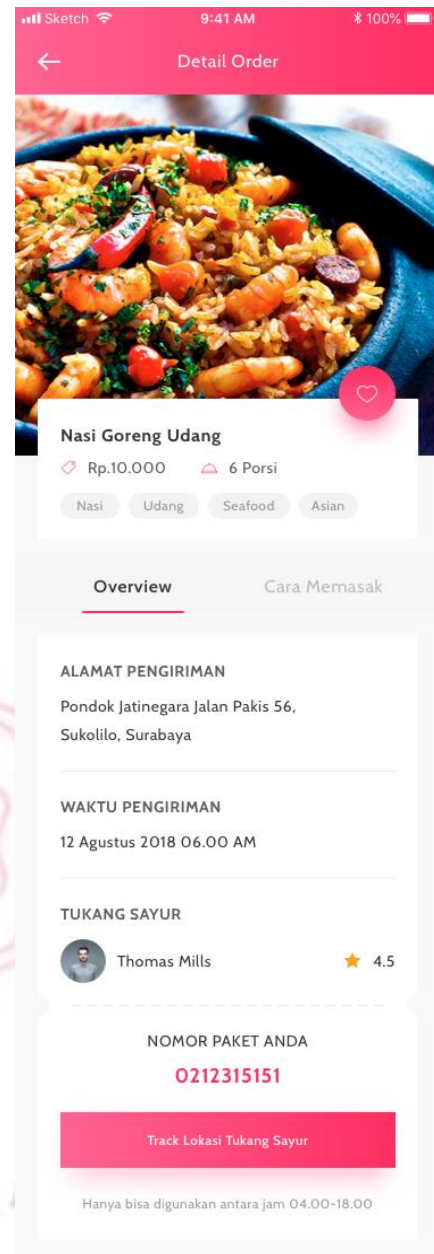 Sketch 9:41 AM 100%
Detail Order
Nasi Goreng Udang
Rp.10.000 6 Porsi
Nasi Udang Seafood Asian
Overview Cara Memasak
ALAMAT PENGIRIMAN
Pondok Jatinegara Jalan Pakis 56,
Sukolilo, Surabaya
WAKTU PENGIRIMAN
12 Agustus 2018 06.00 AM
TUKANG SAYUR
Thomas Mills 4.5
NOMOR PAKET ANDA
0212315151
Track Lokasi Tukang Sayur
Hanya bisa digunakan antara jam 04.00-18.00